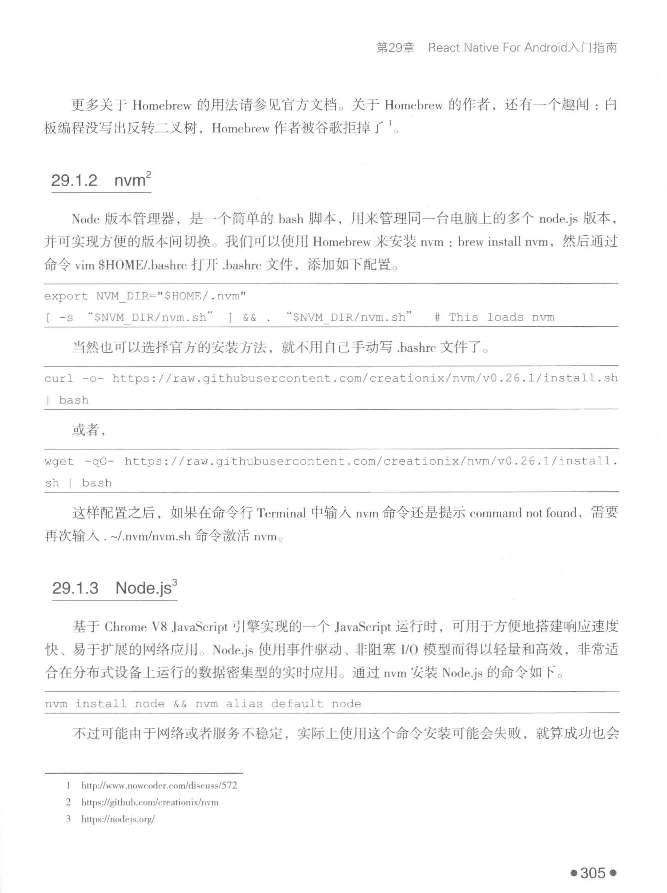 第29章 React Native For Android入门指南
更多关于 Homebrew 的用法请参见官方文档。关于 Homebrew 的作者，还有一个趣闻：白
板编程没写出反转二叉树，Homebrew 作者被谷歌拒掉了 1。
29.1.2 nvm2
Node 版本管理器，是一个简单的 bash 脚本，用来管理同一台电脑上的多个 node.js 版本，
并可实现方便的版本间切换。我们可以使用 Homebrew 来安装 nvm：brew install nvm，然后通过
命令 vim $HOME/.bashrc 打开 .bashrc 文件，添加如下配置。
export NVM_DIR="$HOME/.nvm"
[ -s “$NVM_DIR/nvm.sh” ] && . “$NVM_DIR/nvm.sh” # This loads nvm
当然也可以选择官方的安装方法，就不用自己手动写 .bashrc 文件了。
curl -o- https://raw.githubusercontent.com/creationix/nvm/v0.26.1/install.sh
| bash
或者，
wget -qO- https://raw.githubusercontent.com/creationix/nvm/v0.26.1/install.
sh | bash
这样配置之后，如果在命令行 Terminal 中输入 nvm 命令还是提示 command not found，需要
再次输入 . ~/.nvm/nvm.sh 命令激活 nvm。
29.1.3 Node.js3
基于 Chrome V8 JavaScript 引擎实现的一个 JavaScript 运行时，可用于方便地搭建响应速度
快、易于扩展的网络应用。Node.js 使用事件驱动、非阻塞 I/O 模型而得以轻量和高效，非常适
合在分布式设备上运行的数据密集型的实时应用。通过 nvm 安装 Node.js 的命令如下。
nvm install node && nvm alias default node
不过可能由于网络或者服务不稳定，实际上使用这个命令安装可能会失败，就算成功也会
1 http://www.nowcoder.com/discuss/572
2 https://github.com/creationix/nvm
3 https://nodejs.org/
●305●